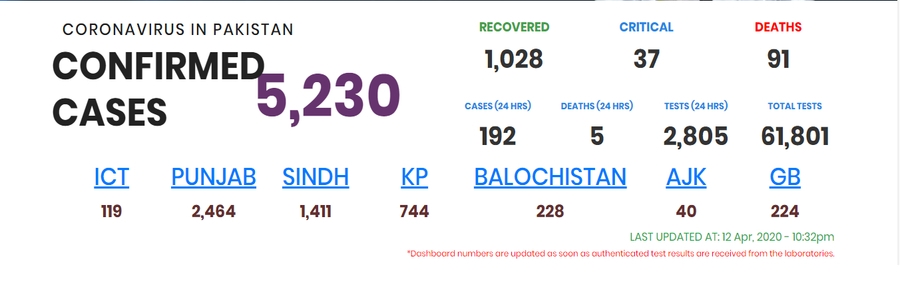 CORONAVIRUS IN PAKISTAN
CONFIRMED
CASES
5,230
RECOVERED CRITICAL DEATHS
1,028 37 91
CASES (24 HRS) DEATHS (24 HRS) TESTS (24 HRS) TOTAL TESTS
192 5 2,805 61,801
ICT PUNJAB SINDH KP BALOCHISTAN AJK GB
119 2,464 1,411 744 228 40 224
LAST UPDATED AT: 12 Apr, 2020 - 10:32pm
*Dashboard numbers are updated as soon as authenticated test results are received from the laboratories.